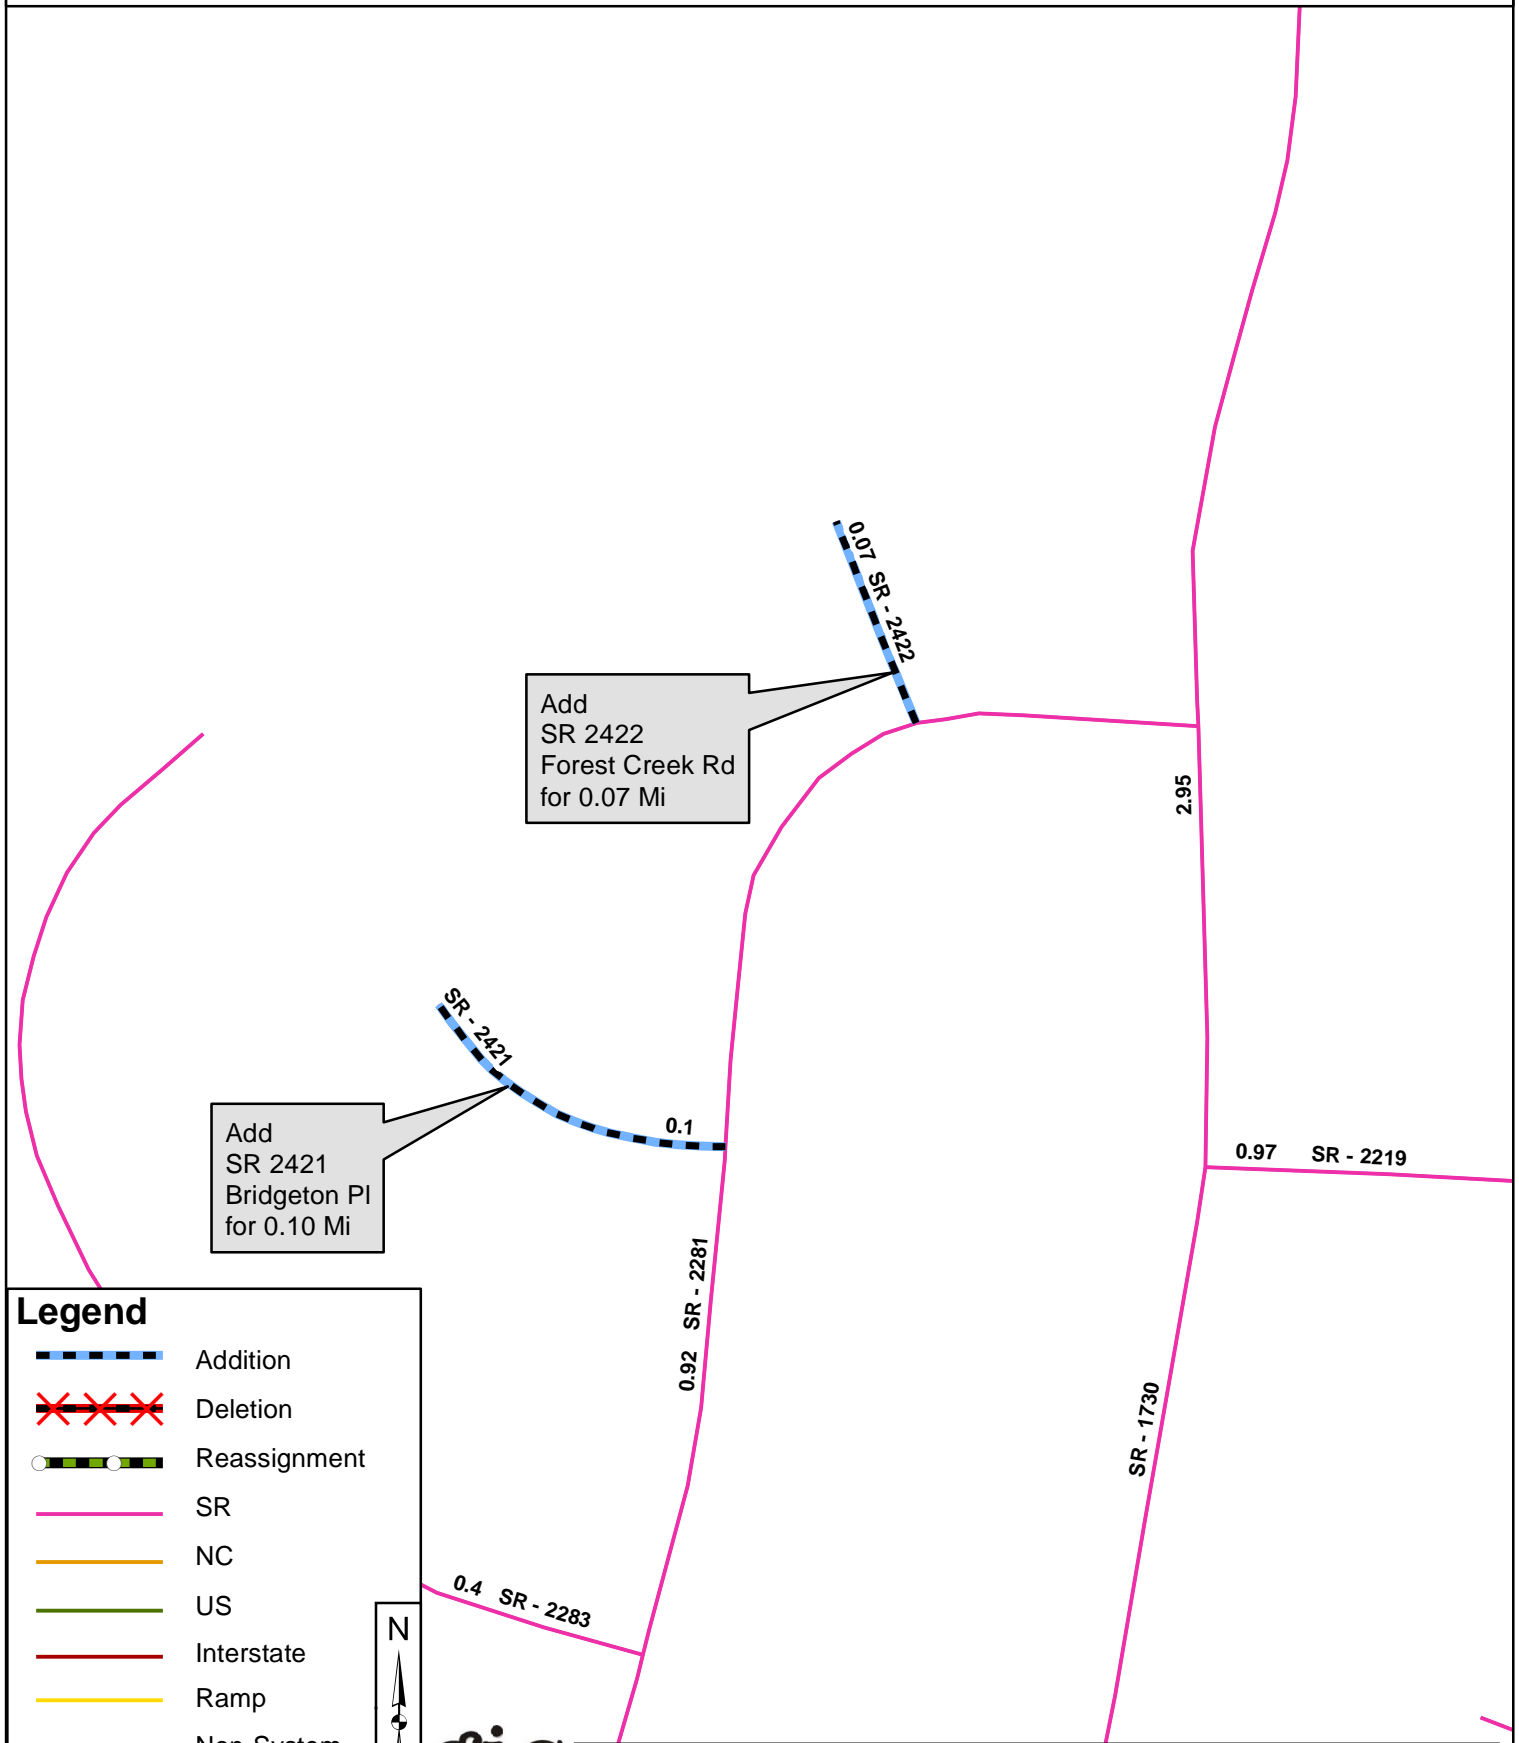 0.07 SR - 2422
Add
SR 2422
Forest Creek Rd
for 0.07 Mi
2.95
SR - 2421
0.1
Add
SR 2421
Bridgeton Pl
for 0.10 Mi
0.97 SR - 2219
0.92 SR - 2281
SR - 1730
0.4 SR - 2283
Legend
Addition
Deletion
Reassignment
SR
NC
US
Interstate
Ramp
N